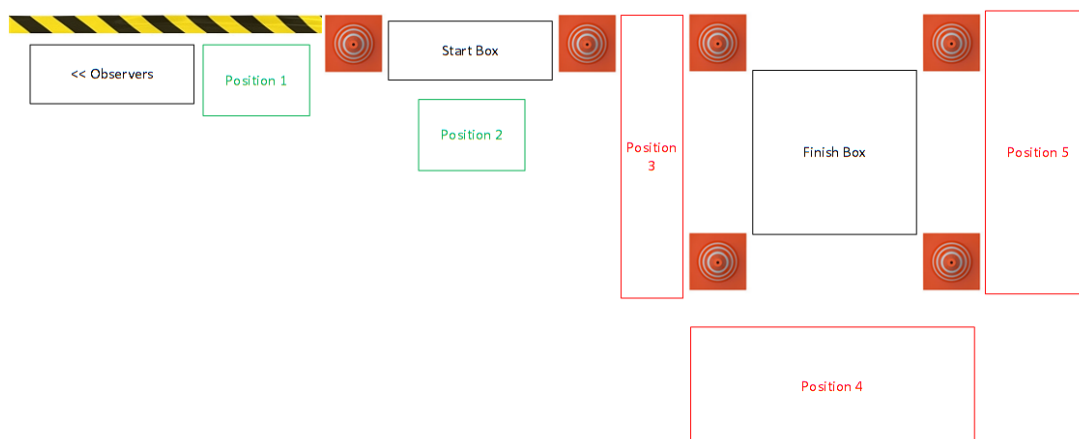 << Observers
Position 1
Start Box
Position 2
Position
3
Finish Box
Position 5
Position 4